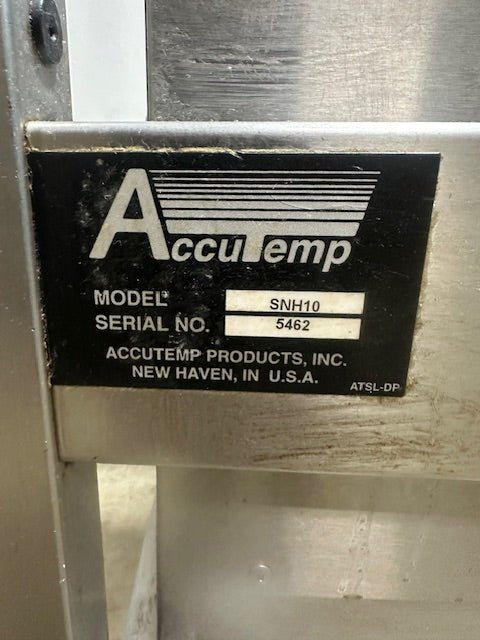 AccuTemp
MODEL SNH10
SERIAL NO. 5462
ACCUTEMP PRODUCTS, INC.
NEW HAVEN, IN U.S.A.
ATSL-DP